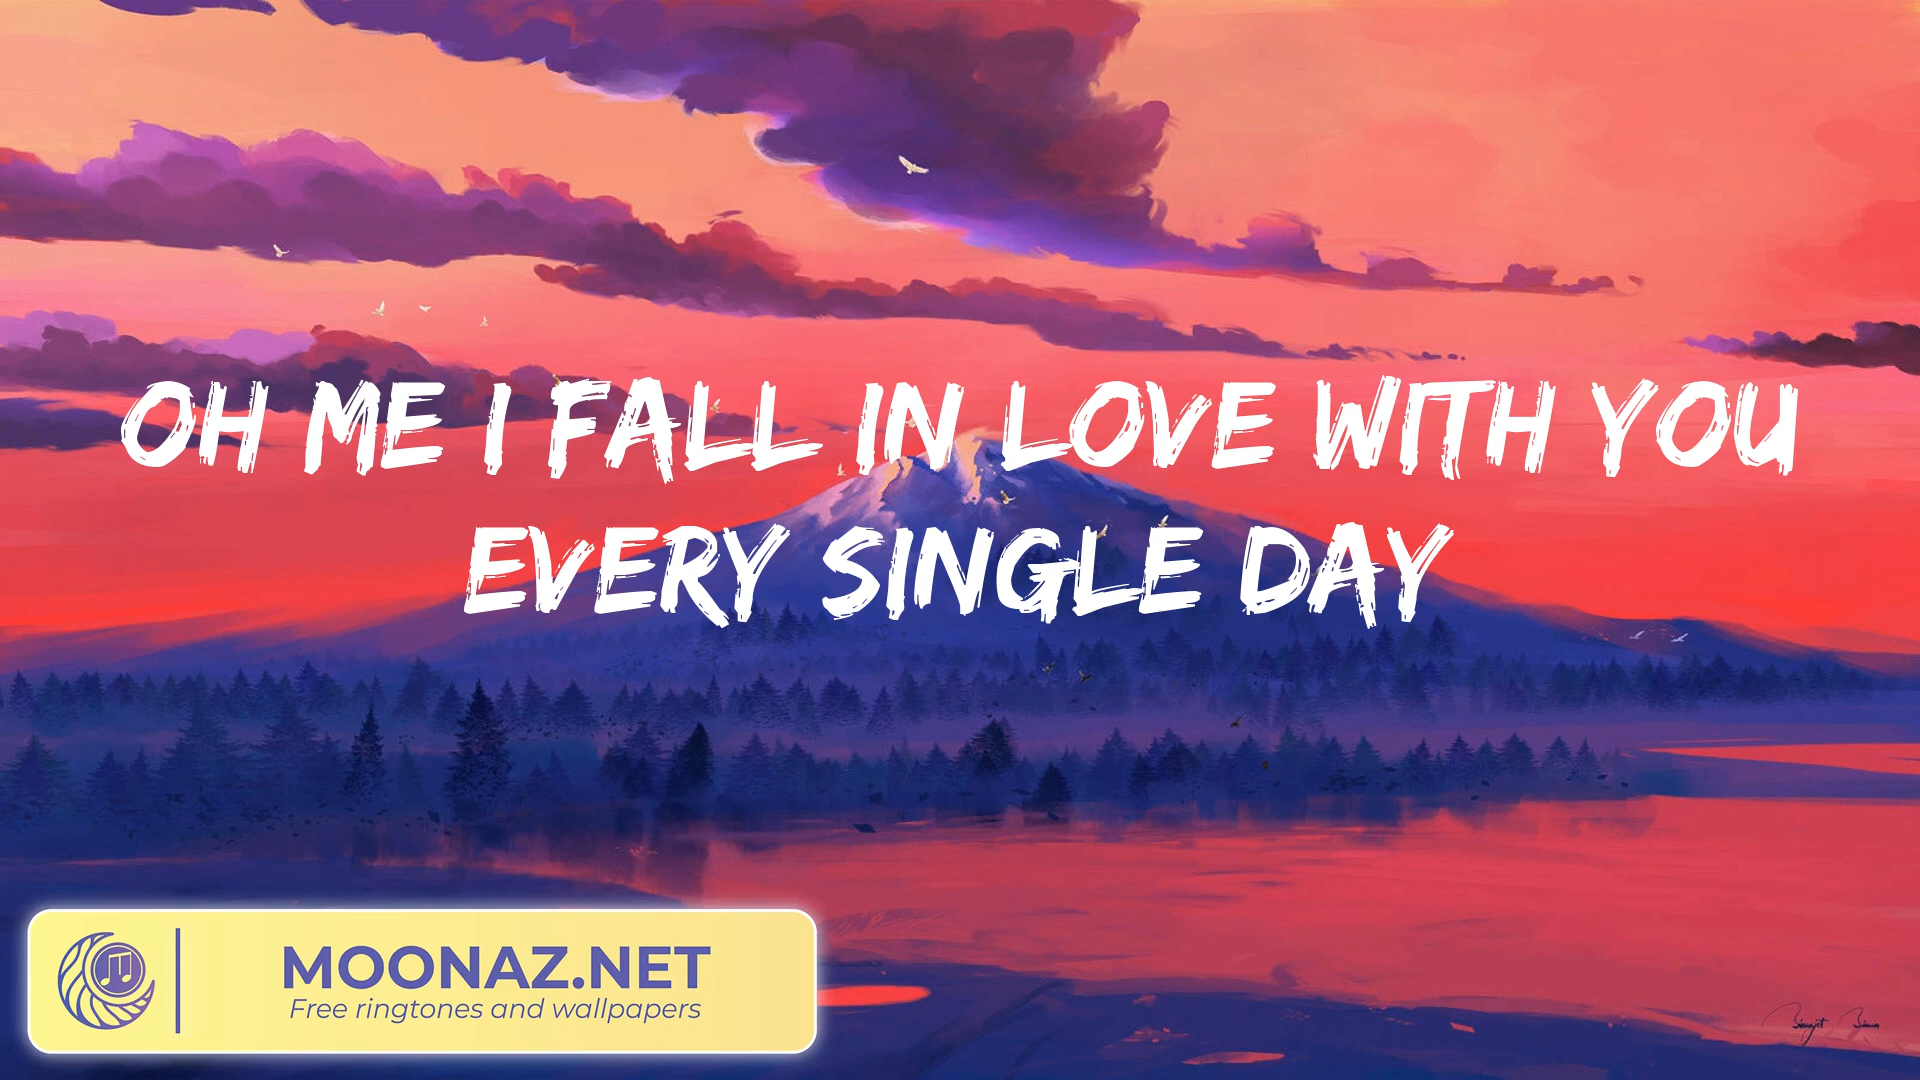 OH ME I FALL IN LOVE WITH YOU
EVERY SINGLE DAY
MOONAZ.NET
Free ringtones and wallpapers